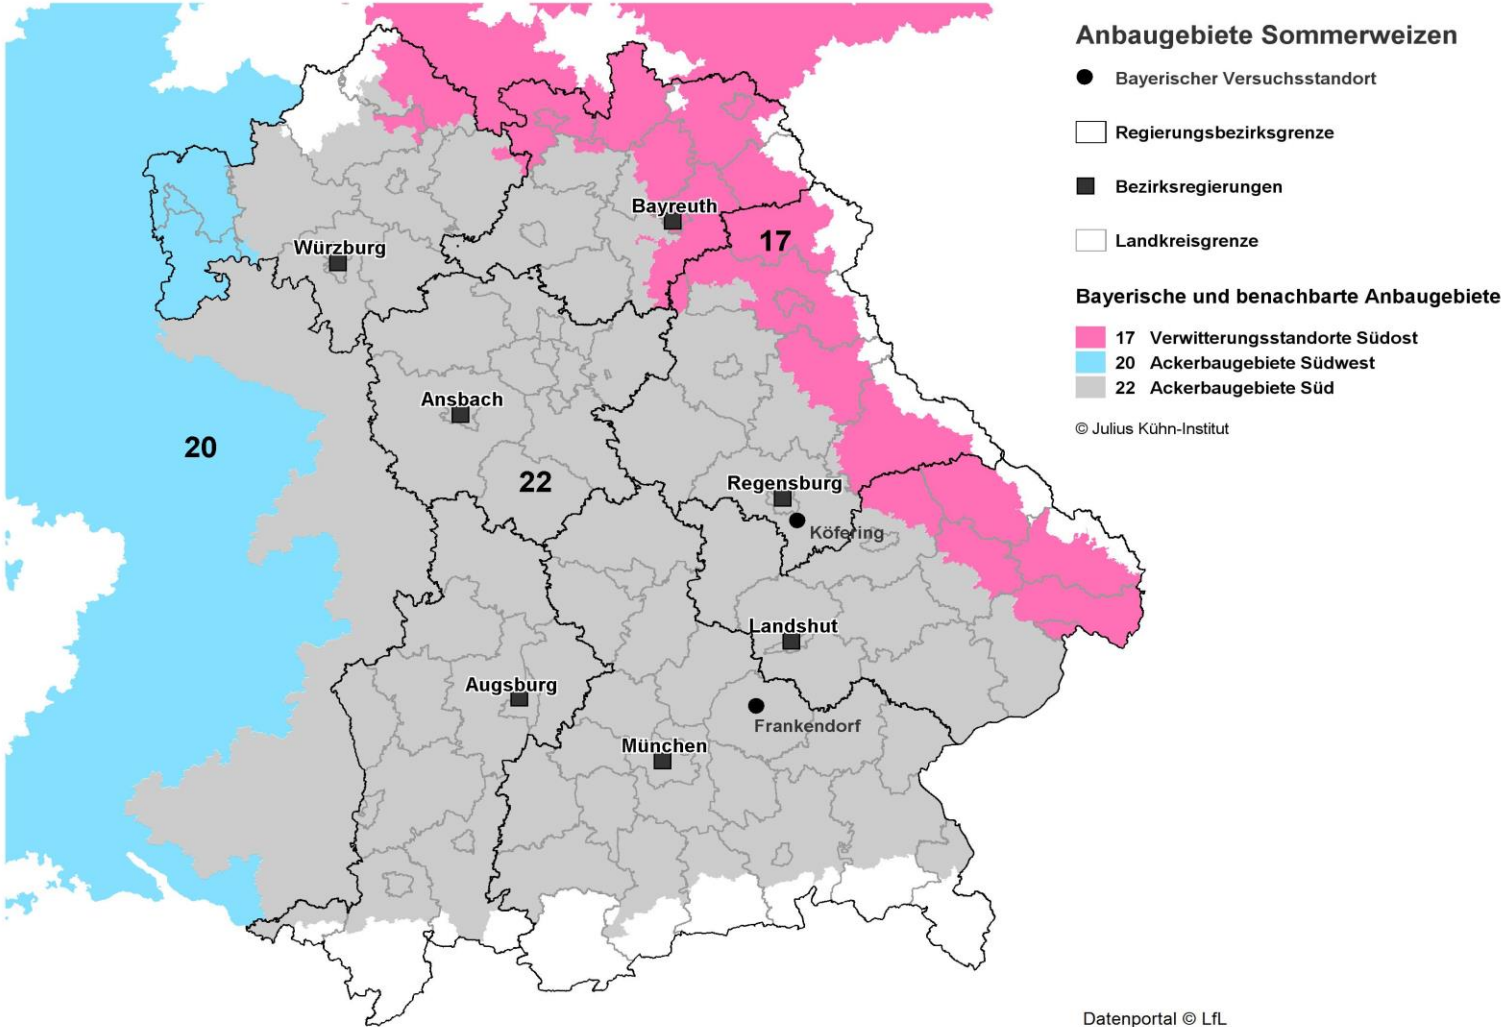 Anbaugebiete Sommerweizen
Bayerischer Versuchsstandort
Regierungsbezirksgrenze
Bezirksregierungen
Landkreisgrenze
Bayerische und benachbarte Anbaugebiete
17 Verwitterungsstandorte Südost
20 Ackerbaugebiete Südwest
22 Ackerbaugebiete Süd
© Julius Kühn-Institut
Bayreuth
17
Würzburg
Ansbach
20
22
Regensburg
Köfering
Landshut
Augsburg
Frankendorf
München
Datenportal © LfL